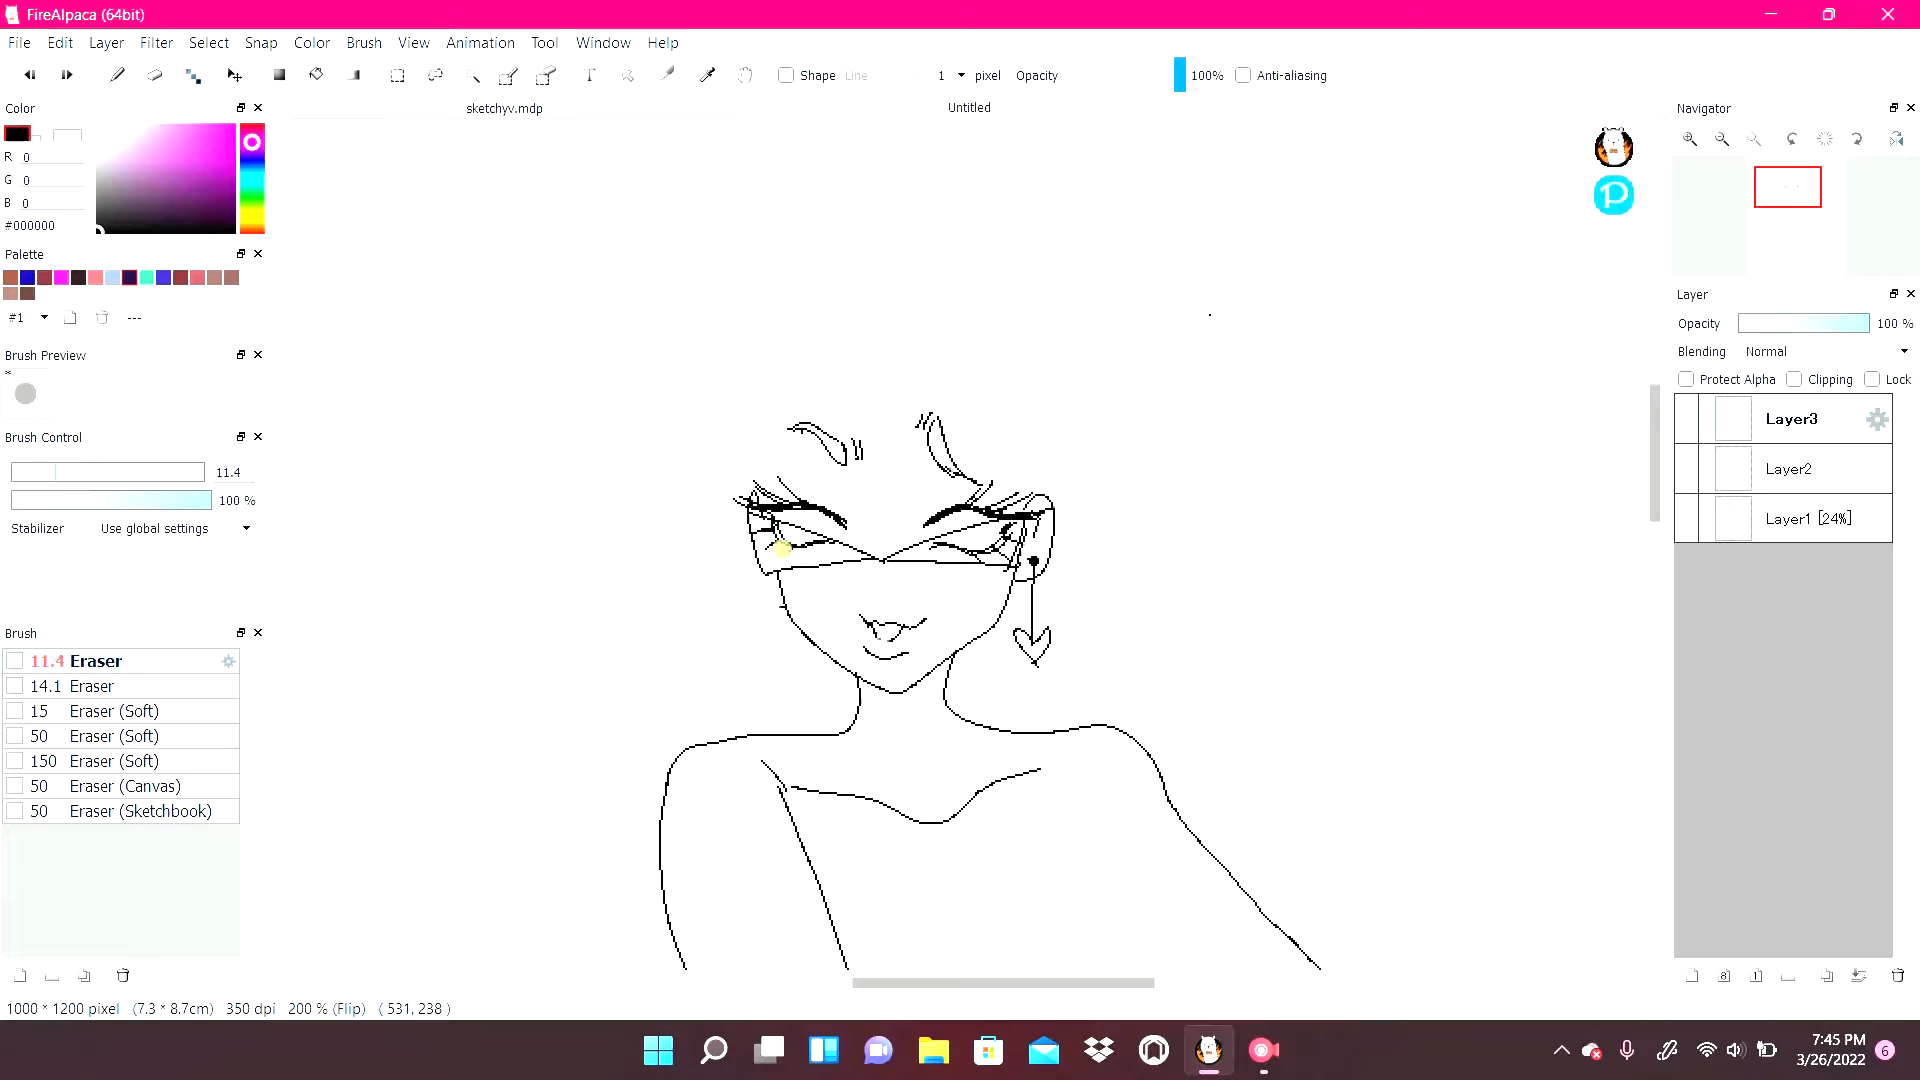 FireAlpaca (64bit)
File Edit Layer Filter Select Snap Color Brush View Animation Tool Window Help
Shape Line 1 pixel Opacity 100% Anti-aliasing
Color
sketchyv.mdp Untitled
Navigator
R 0
G 0
B 0
#000000
Palette
#1 ---
Layer
Opacity 100 %
Blending Normal
Protect Alpha Clipping Lock
Layer3
Layer2
Layer1 [24%]
Brush Preview
*
Brush Control
11.4
100 %
Stabilizer Use global settings
Brush
11.4 Eraser
14.1 Eraser
15 Eraser (Soft)
50 Eraser (Soft)
150 Eraser (Soft)
50 Eraser (Canvas)
50 Eraser (Sketchbook)
1000 * 1200 pixel (7.3 * 8.7cm) 350 dpi 200 % (Flip) ( 531, 238 )
7:45 PM
3/26/2022
6